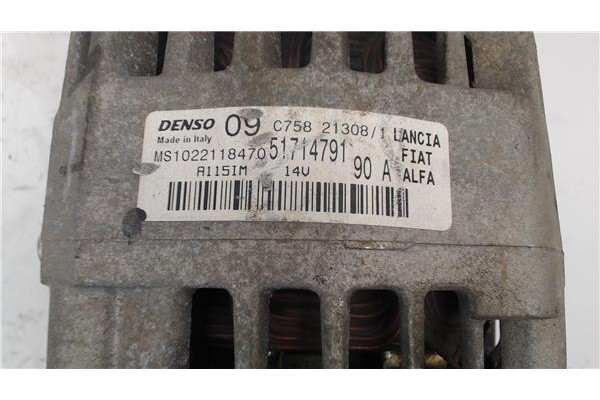 DENSO 09 C758 21308/1 LANCIA
Made in Italy
MS1022118470 51714791 FIAT
A115IM 14V 90 A ALFA